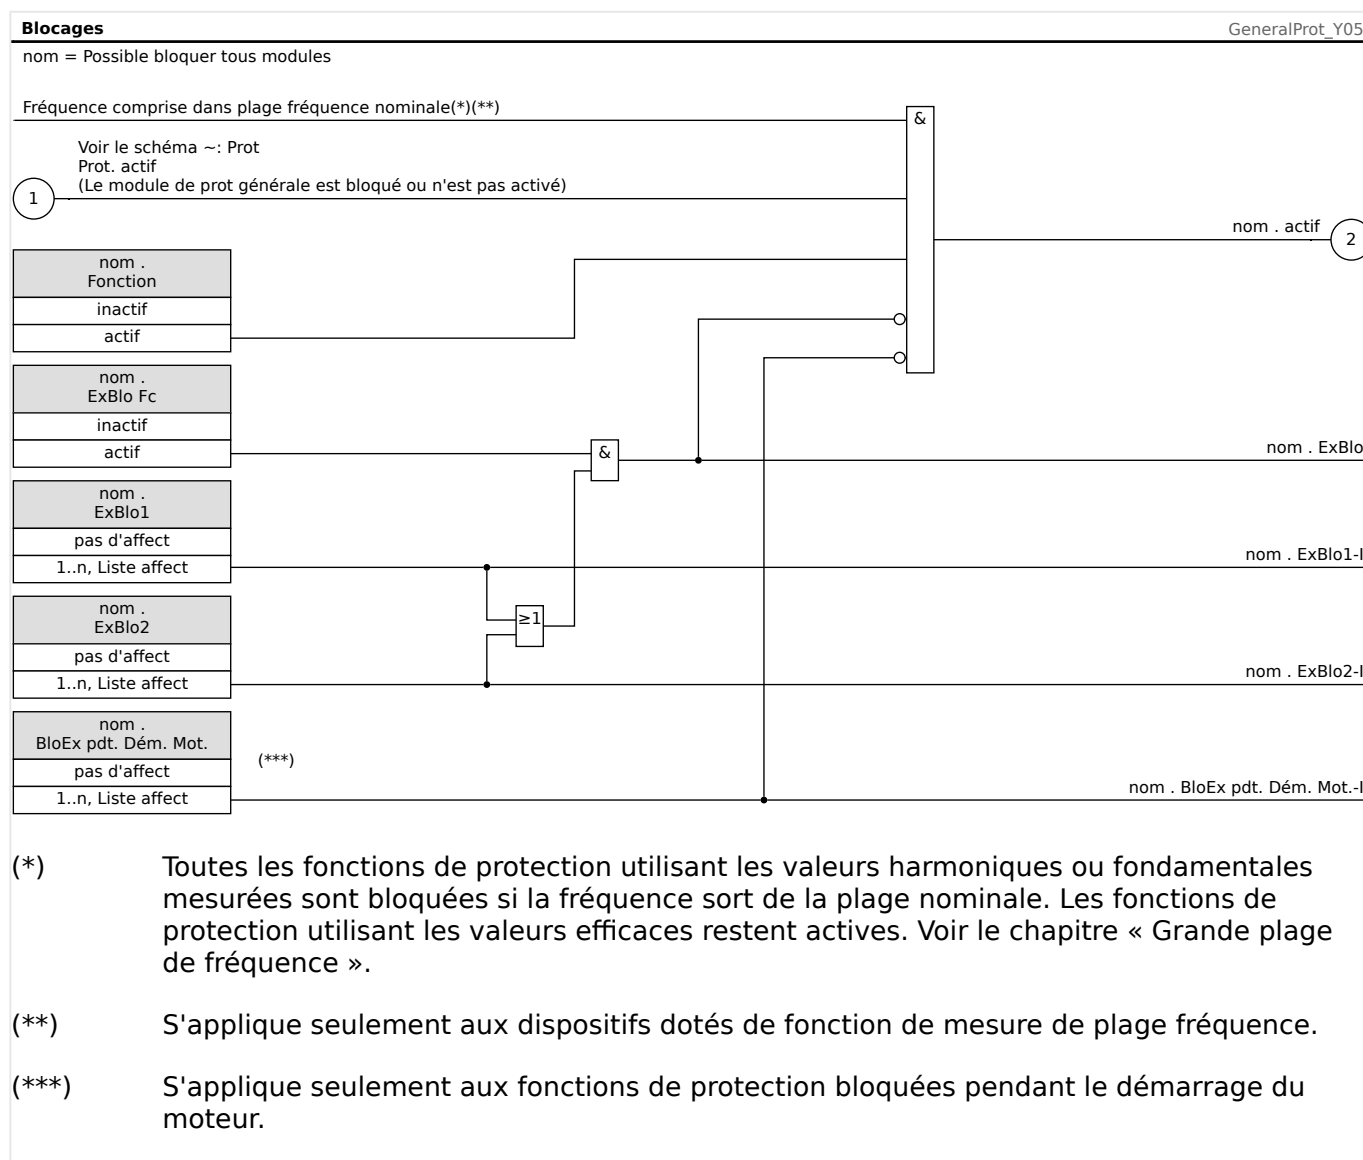 Blocages
GeneralProt_Y05
nom = Possible bloquer tous modules
Fréquence comprise dans plage fréquence nominale(*)(**)
&
Voir le schéma ~: Prot
Prot. actif
(Le module de prot générale est bloqué ou n'est pas activé)
1
nom . actif
2
nom .
Fonction
inactif
actif
nom .
ExBlo Fc
inactif
actif
&
nom . ExBlo
nom .
ExBlo1
pas d'affect
1..n, Liste affect
nom . ExBlo1-I
nom .
ExBlo2
≥1
pas d'affect
1..n, Liste affect
nom . ExBlo2-I
nom .
BloEx pdt. Dém. Mot.
(***)
pas d'affect
1..n, Liste affect
nom . BloEx pdt. Dém. Mot.-I
(*) Toutes les fonctions de protection utilisant les valeurs harmoniques ou fondamentales
mesurées sont bloquées si la fréquence sort de la plage nominale. Les fonctions de
protection utilisant les valeurs efficaces restent actives. Voir le chapitre « Grande plage
de fréquence ».
(**) S'applique seulement aux dispositifs dotés de fonction de mesure de plage fréquence.
(***) S'applique seulement aux fonctions de protection bloquées pendant le démarrage du
moteur.